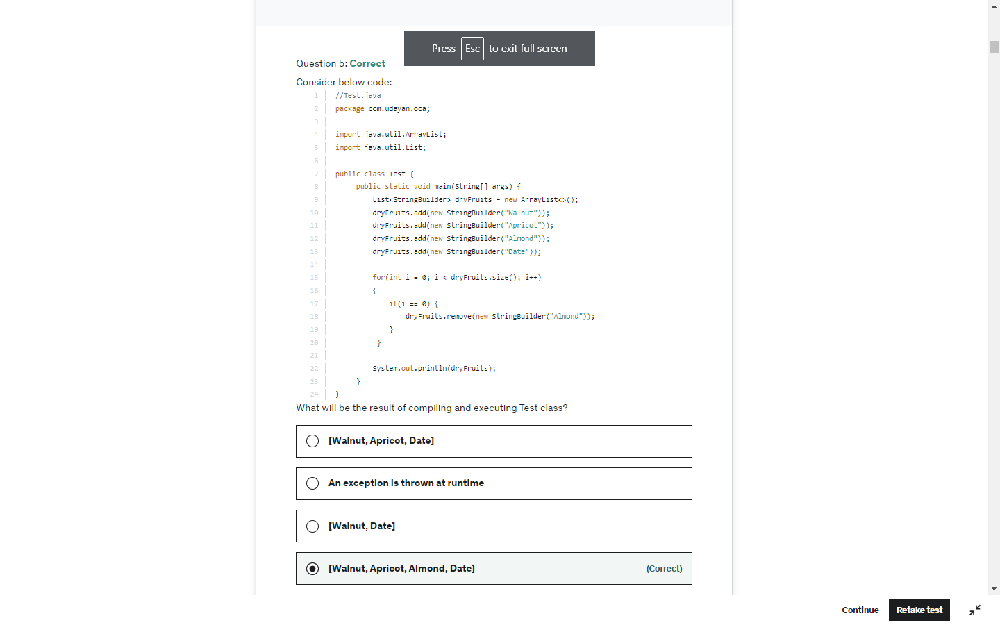 Press Esc to exit full screen
Question 5: Correct
Consider below code:
1 //Test.java
2 package com.udayan.oca;
3
4 import java.util.ArrayList;
5 import java.util.List;
6
7 public class Test {
8 public static void main(String[] args) {
9 List<StringBuilder> dryFruits = new ArrayList<>();
10 dryFruits.add(new StringBuilder("Walnut"));
11 dryFruits.add(new StringBuilder("Apricot"));
12 dryFruits.add(new StringBuilder("Almond"));
13 dryFruits.add(new StringBuilder("Date"));
14
15 for(int i = 0; i < dryFruits.size(); i++)
16 {
17 if(i == 0) {
18 dryFruits.remove(new StringBuilder("Almond"));
19 }
20 }
21
22 System.out.println(dryFruits);
23 }
24 }
What will be the result of compiling and executing Test class?
[Walnut, Apricot, Date]
An exception is thrown at runtime
[Walnut, Date]
[Walnut, Apricot, Almond, Date] (Correct)
Continue Retake test